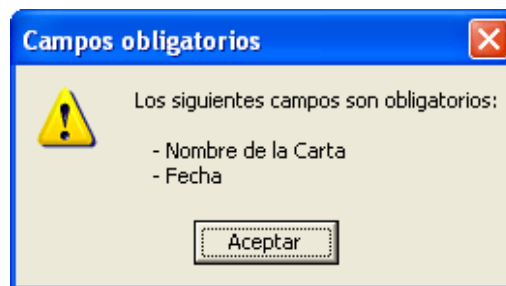 Campos obligatorios
Los siguientes campos son obligatorios:
- Nombre de la Carta
- Fecha
Aceptar